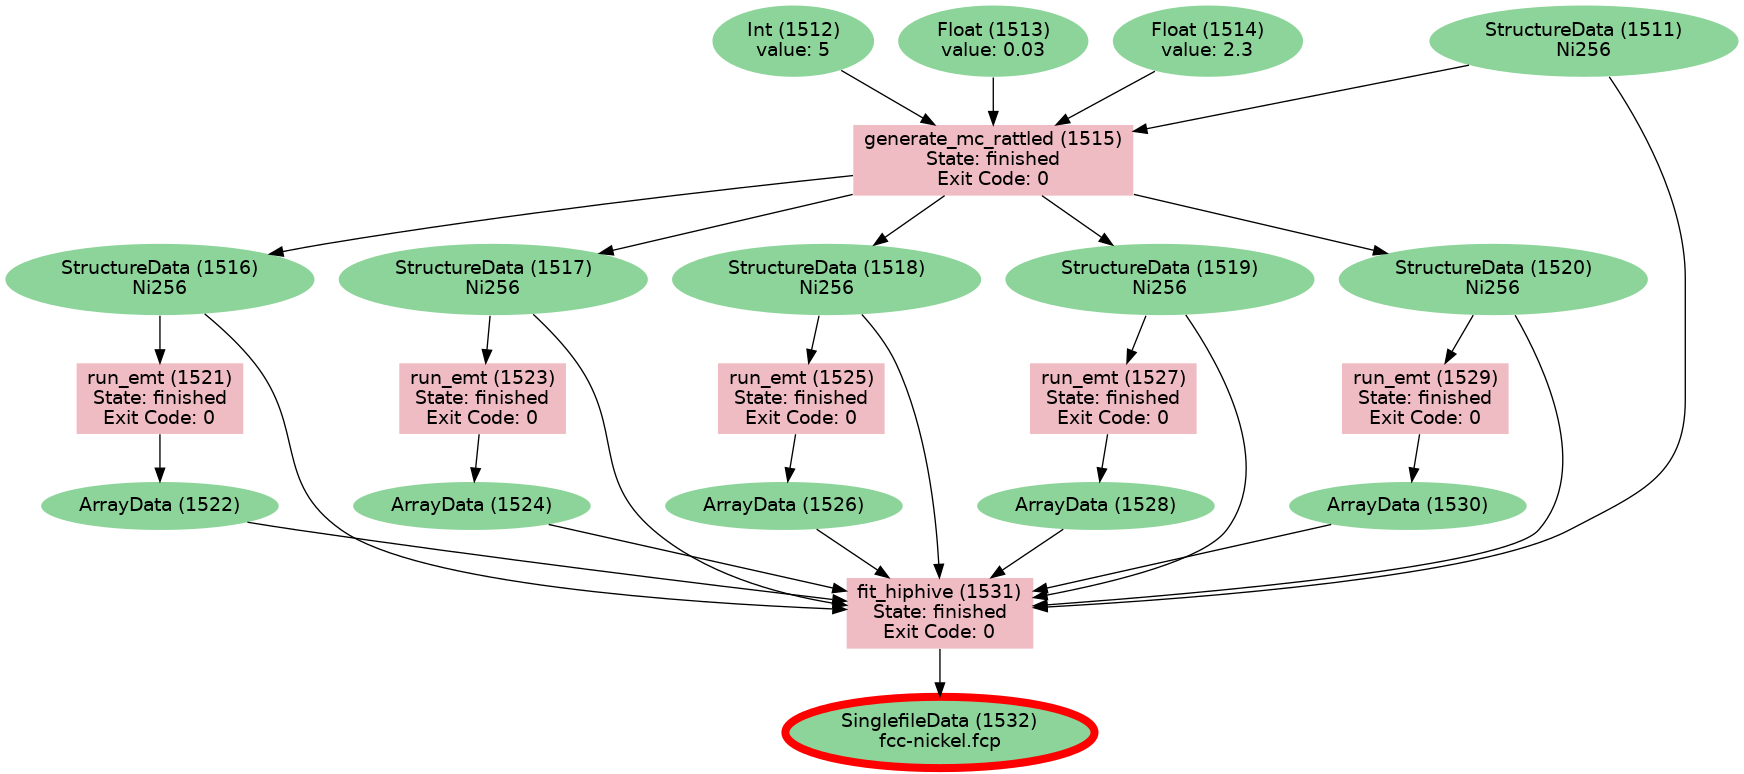 Int (1512)
value: 5
Float (1513)
value: 0.03
Float (1514)
value: 2.3
StructureData (1511)
Ni256
generate_mc_rattled (1515)
State: finished
Exit Code: 0
StructureData (1516)
Ni256
StructureData (1517)
Ni256
StructureData (1518)
Ni256
StructureData (1519)
Ni256
StructureData (1520)
Ni256
run_emt (1521)
State: finished
Exit Code: 0
run_emt (1523)
State: finished
Exit Code: 0
run_emt (1525)
State: finished
Exit Code: 0
run_emt (1527)
State: finished
Exit Code: 0
run_emt (1529)
State: finished
Exit Code: 0
ArrayData (1522)
ArrayData (1524)
ArrayData (1526)
ArrayData (1528)
ArrayData (1530)
fit_hiphive (1531)
State: finished
Exit Code: 0
SinglefileData (1532)
fcc-nickel.fcp